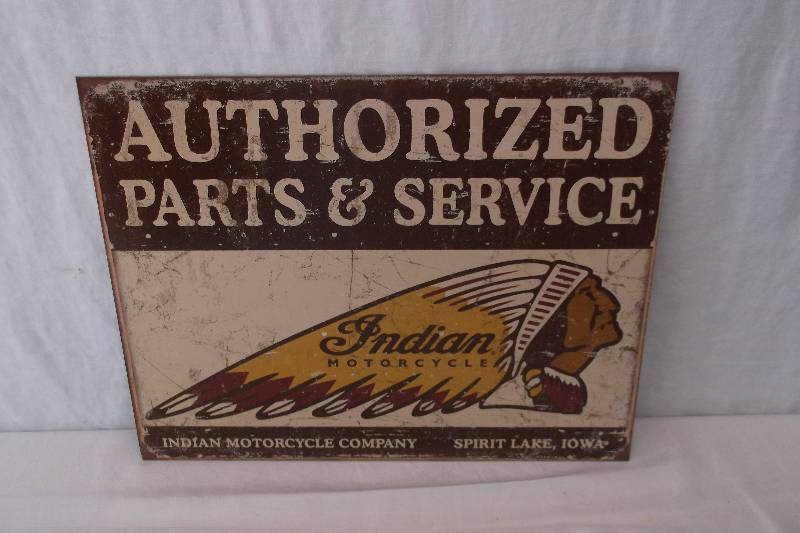 AUTHORIZED
PARTS & SERVICE
Indian
MOTORCYCLE
INDIAN MOTORCYCLE COMPANY SPIRIT LAKE, IOWA